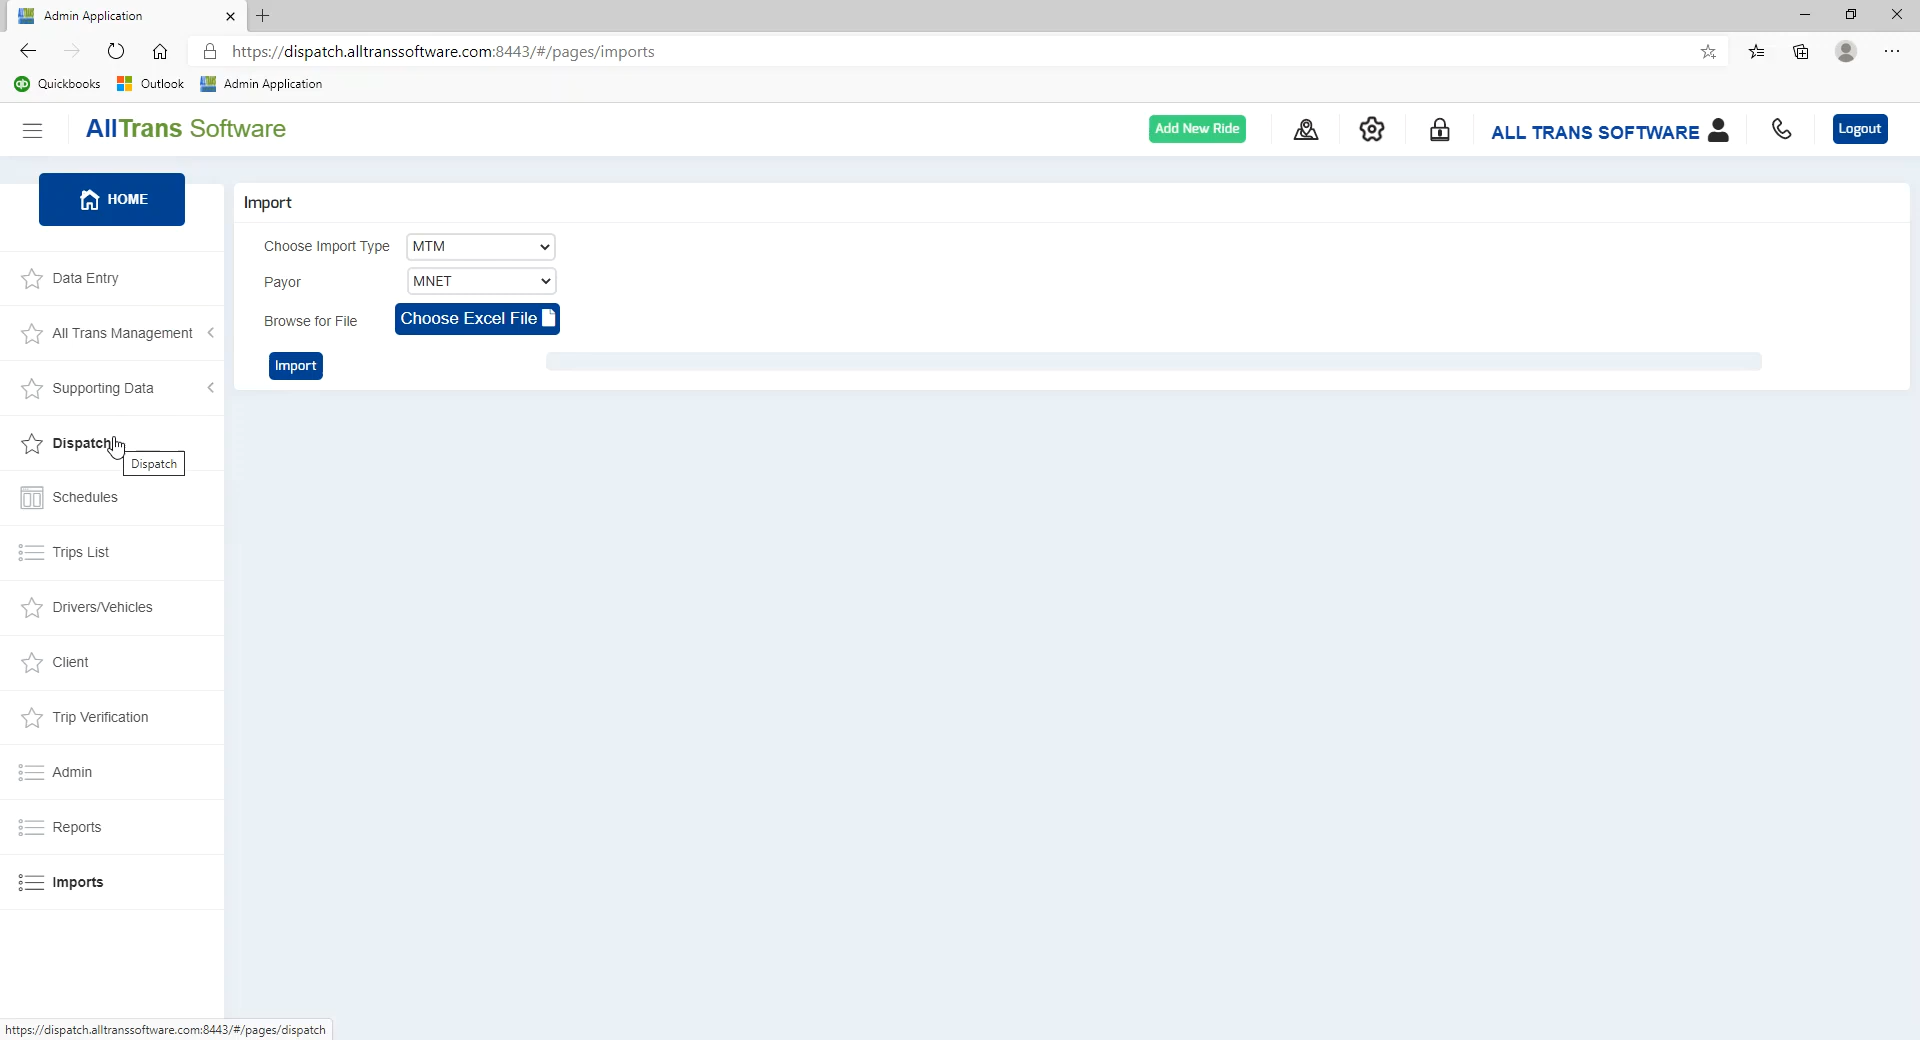 Admin Application
https://dispatch.alltranssoftware.com:8443/#/pages/imports
Quickbooks Outlook Admin Application
AllTrans Software Add New Ride ALL TRANS SOFTWARE Logout
HOME
Data Entry
All Trans Management
Supporting Data
Dispatch
Dispatch
Schedules
Trips List
Drivers/Vehicles
Client
Trip Verification
Admin
Reports
Imports
Import
Choose Import Type MTM
Payor MNET
Browse for File Choose Excel File
Import
https://dispatch.alltranssoftware.com:8443/#/pages/dispatch